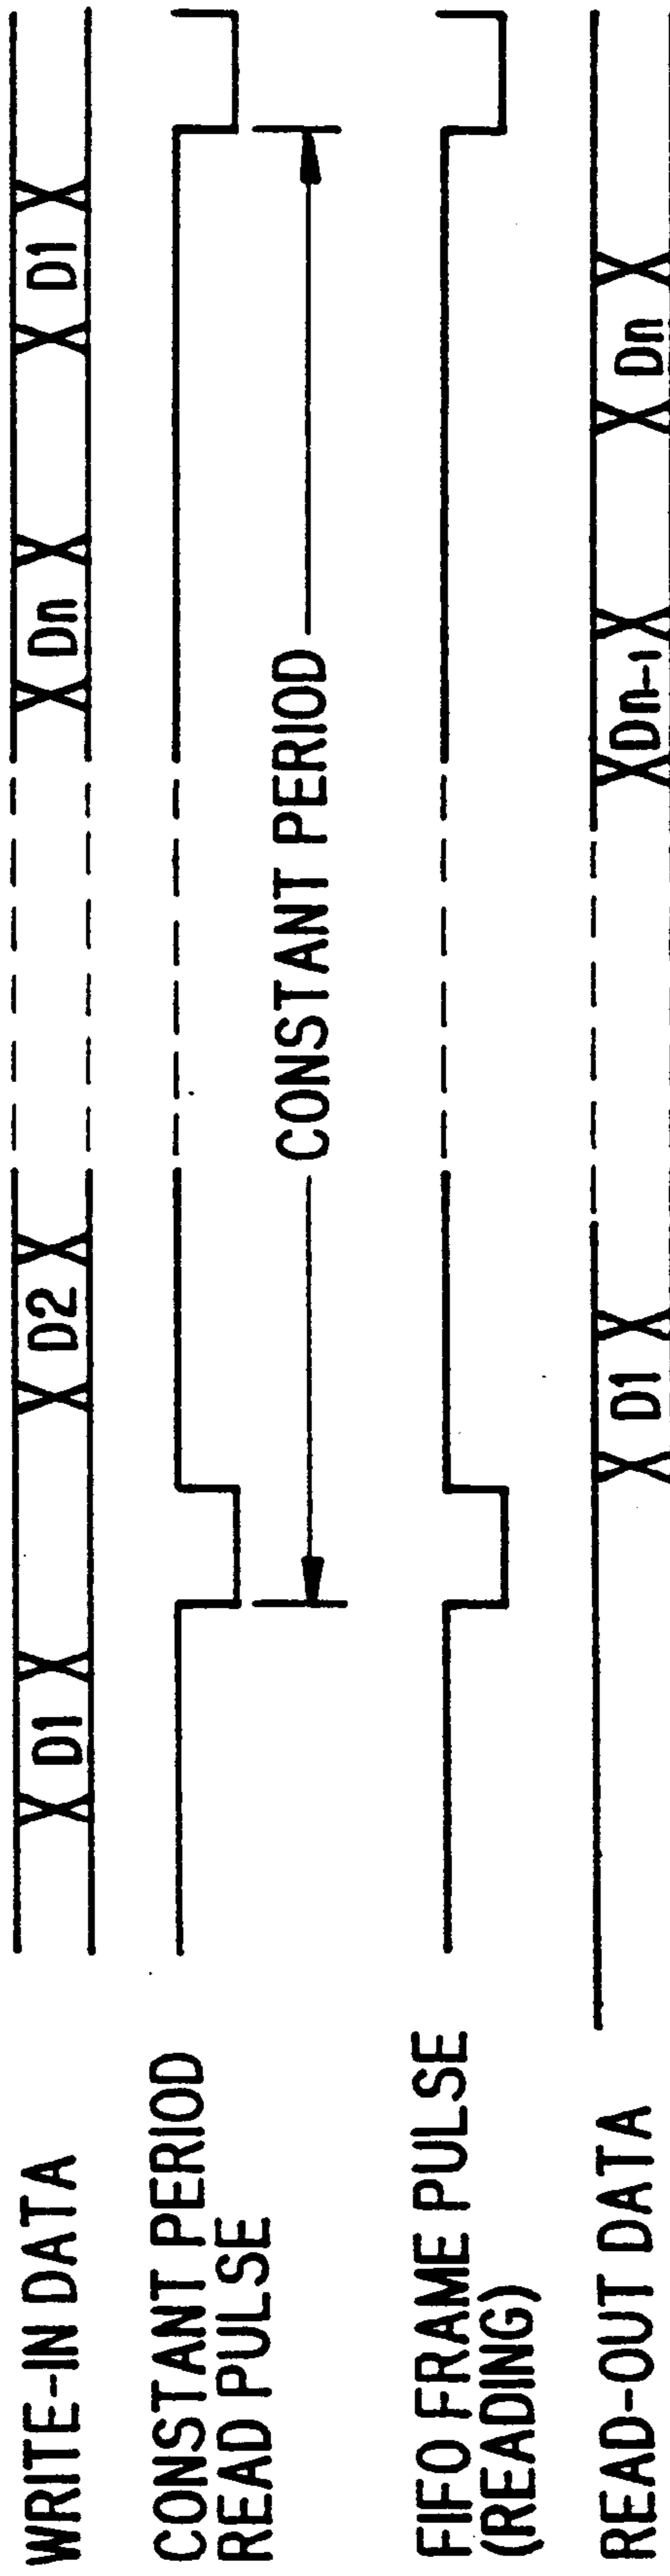 WRITE-IN DATA
D1
D2
Dn
D1
CONSTANT PERIOD
READ PULSE
CONSTANT PERIOD
FIFO FRAME PULSE
(READING)
READ-OUT DATA
D1
Dn-1
Dn